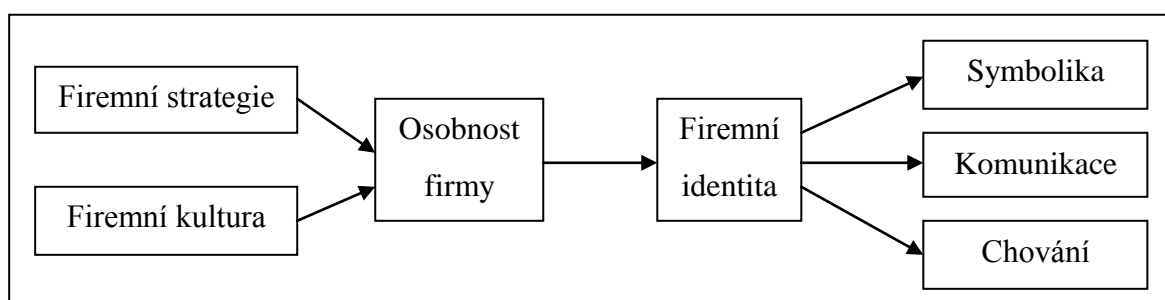 Firemní strategie
Firemní kultura
Osobnost
firmy
Firemní
identita
Symbolika
Komunikace
Chování